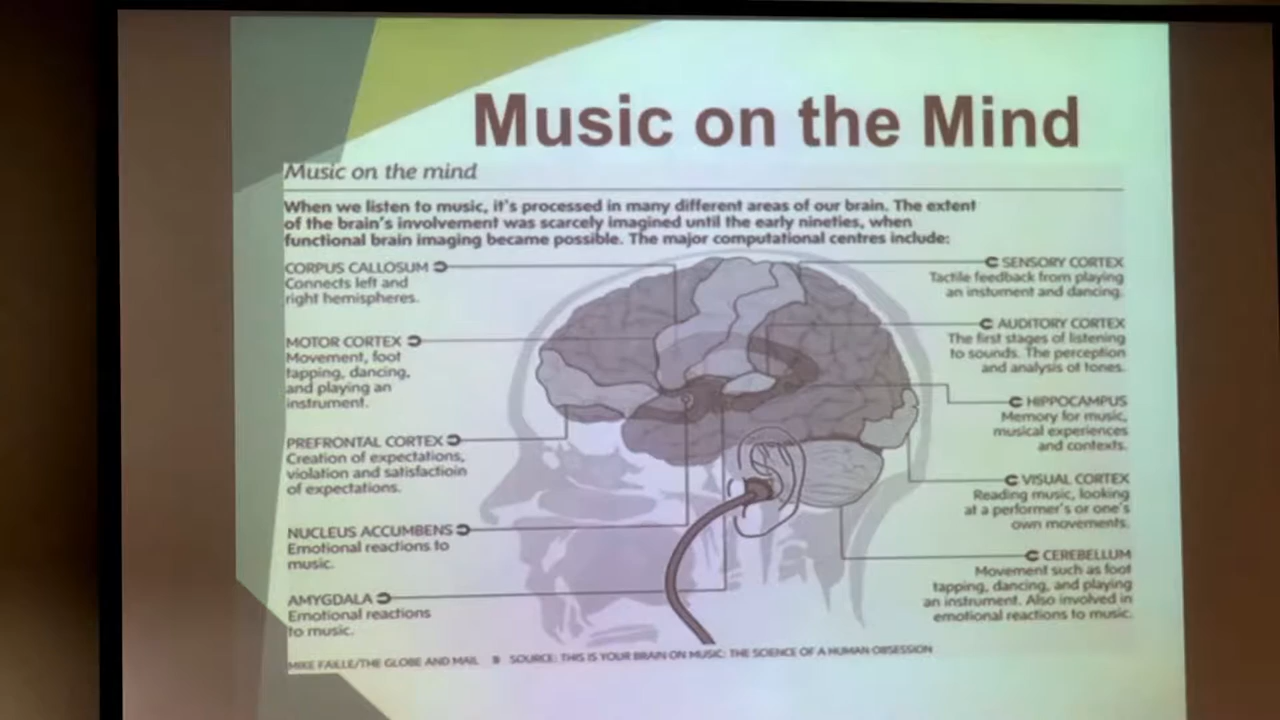 Music on the Mind
Music on the mind
When we listen to music, it's processed in many different areas of our brain. The extent
of the brain's involvement was scarcely imagined until the early nineties, when
functional brain imaging became possible. The major computational centres include:
CORPUS CALLOSUM
Connects left and
right hemispheres.
MOTOR CORTEX
Movement, foot
tapping, dancing,
and playing an
instrument.
PREFRONTAL CORTEX
Creation of expectations,
violation and satisfactioin
of expectations.
NUCLEUS ACCUMBENS
Emotional reactions to
music.
AMYGDALA
Emotional reactions
to music.
SENSORY CORTEX
Tactile feedback from playing
an instument and dancing.
AUDITORY CORTEX
The first stages of listening
to sounds. The perception
and analysis of tones.
HIPPOCAMPUS
Memory for music,
musical experiences
and contexts.
VISUAL CORTEX
Reading music, looking
at a performer's or one's
own movements.
CEREBELLUM
Movement such as foot
tapping, dancing, and playing
an instrument. Also involved in
emotional reactions to music.
MIKE FAILLE/THE GLOBE AND MAIL SOURCE: THIS IS YOUR BRAIN ON MUSIC: THE SCIENCE OF A HUMAN OBSESSION